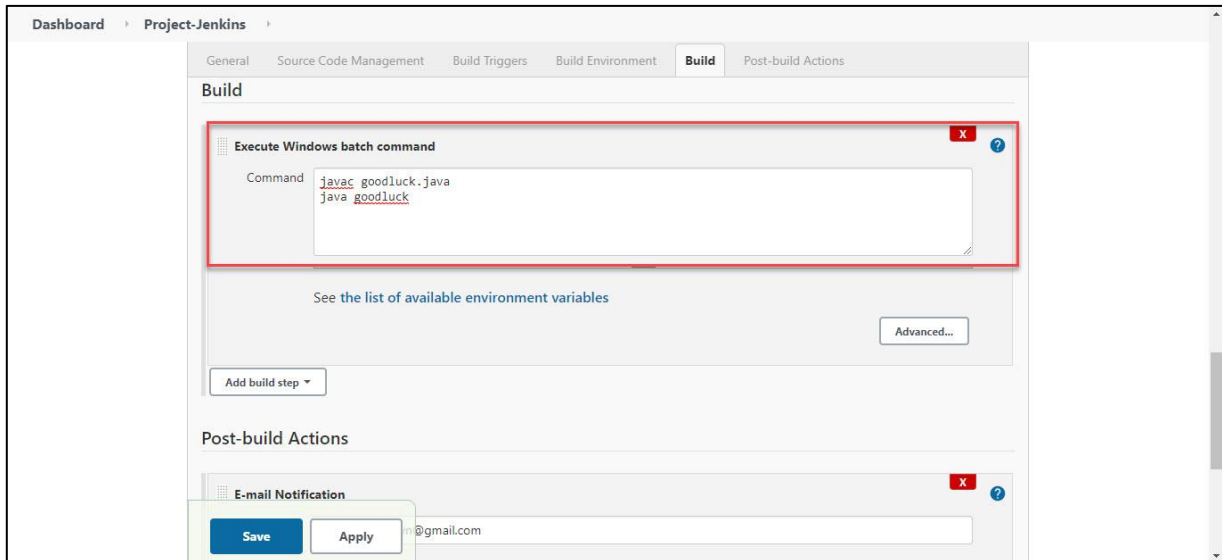 Dashboard Project-Jenkins
General Source Code Management Build Triggers Build Environment Build Post-build Actions
Build
X
Execute Windows batch command ?
Command javac goodluck.java
java goodluck
See the list of available environment variables
Advanced...
Add build step
Post-build Actions
X
E-mail Notification ?
@gmail.com
Save Apply